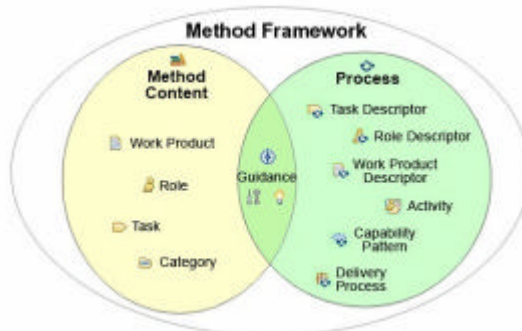 Method Framework
Method
Content
Work Product
Role
Task
Category
Guidance
Process
Task Descriptor
Role Descriptor
Work Product
Descriptor
Activity
Capability
Pattern
Delivery
Process